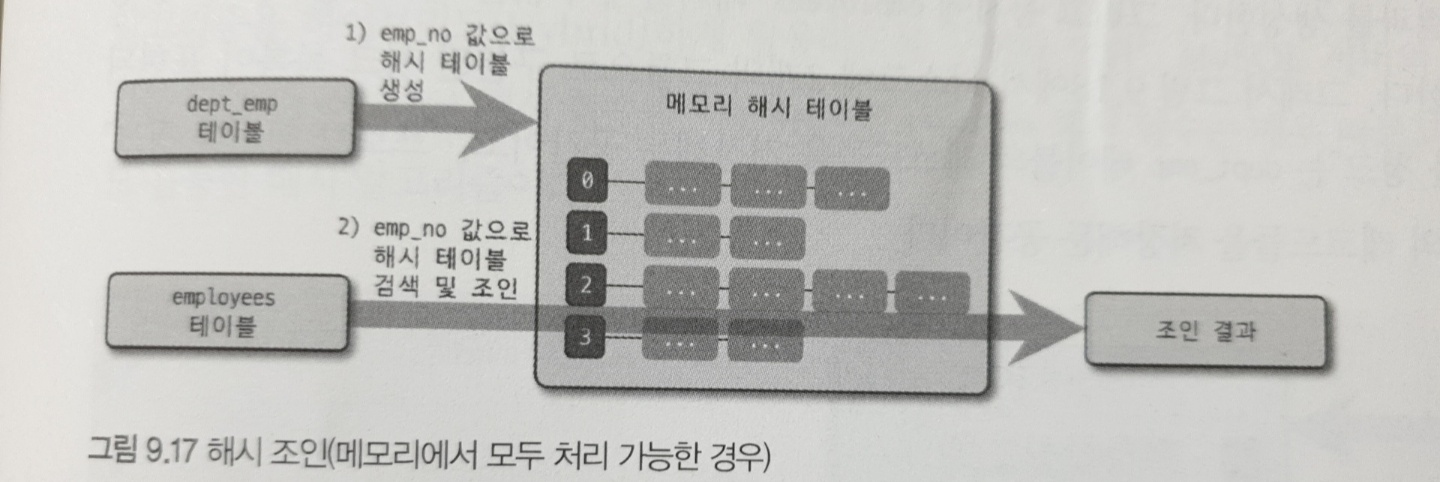 1) emp_no 값으로
해시 테이블
생성
dept_emp
테이블
메모리 해시 테이블
0 ... ... ...
1 ... ...
2) emp_no 값으로
해시 테이블
검색 및 조인
2 ... ... ... ...
employees
테이블
3 ... ...
조인 결과
그림 9.17 해시 조인(메모리에서 모두 처리 가능한 경우)